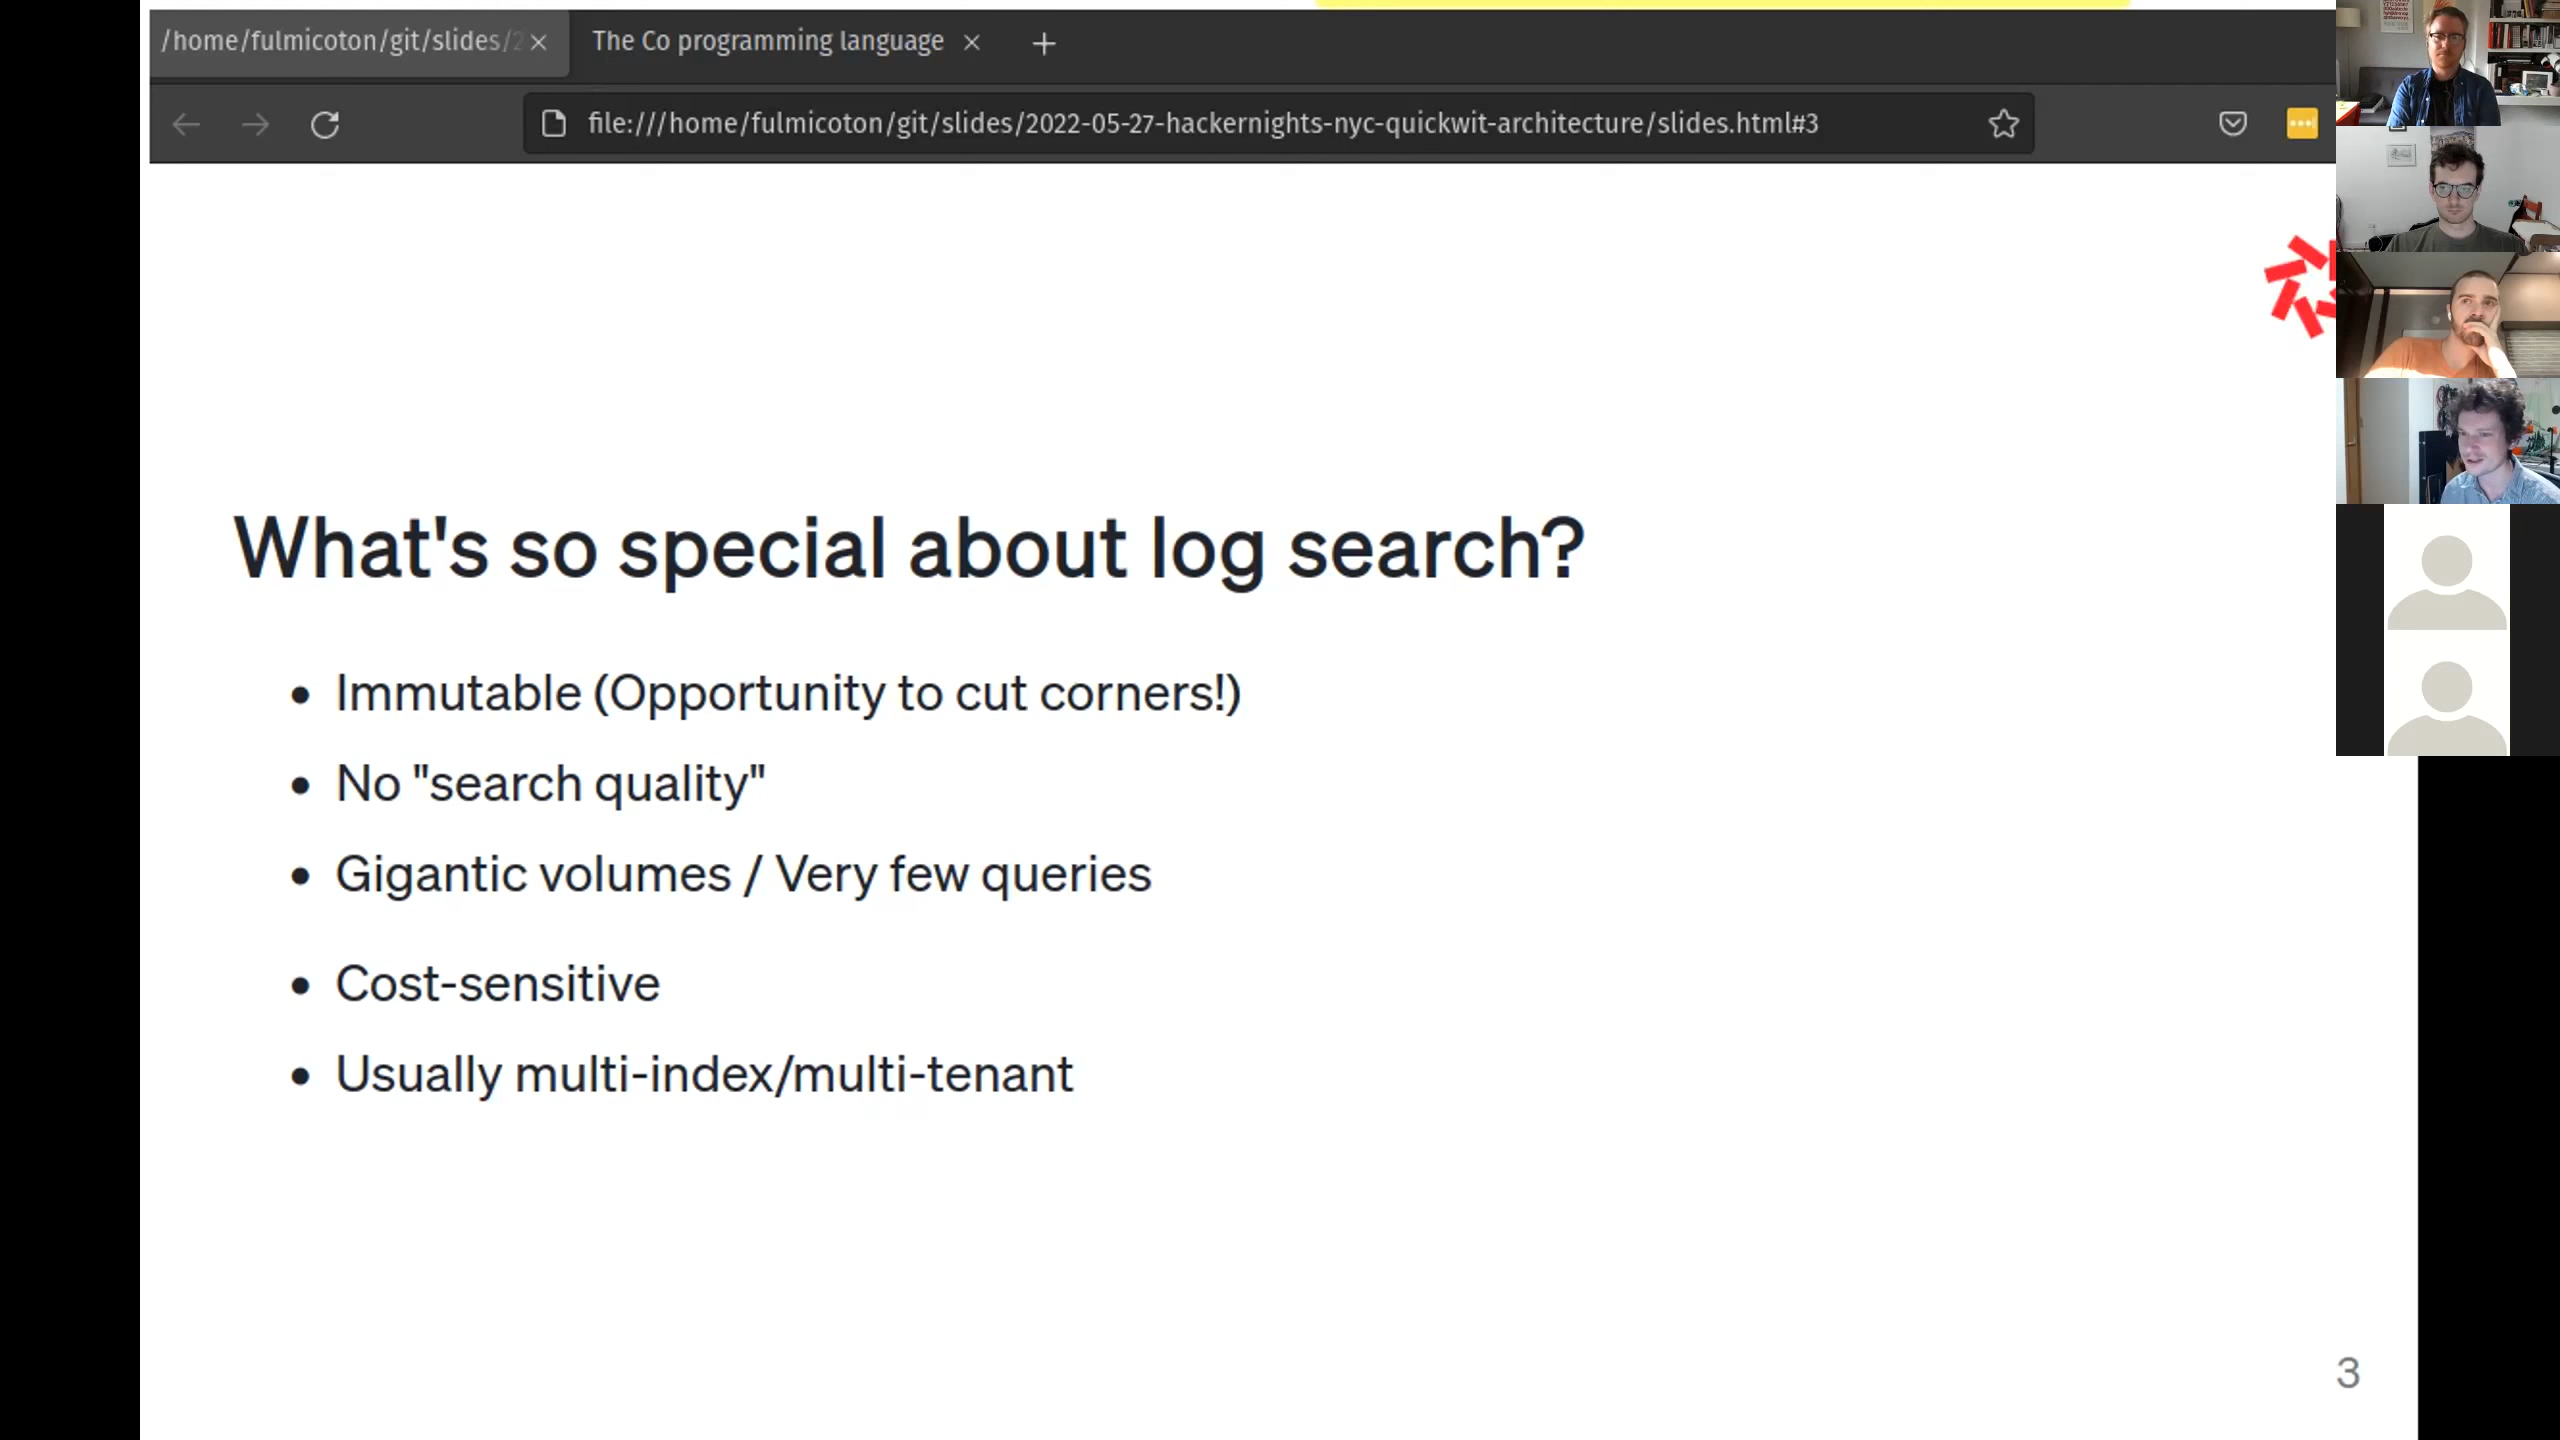 /home/fulmicoton/git/slides/2
The Co programming language
file:///home/fulmicoton/git/slides/2022-05-27-hackernights-nyc-quickwit-architecture/slides.html#3
What's so special about log search?
Immutable (Opportunity to cut corners!)
No "search quality"
Gigantic volumes / Very few queries
Cost-sensitive
Usually multi-index/multi-tenant
3